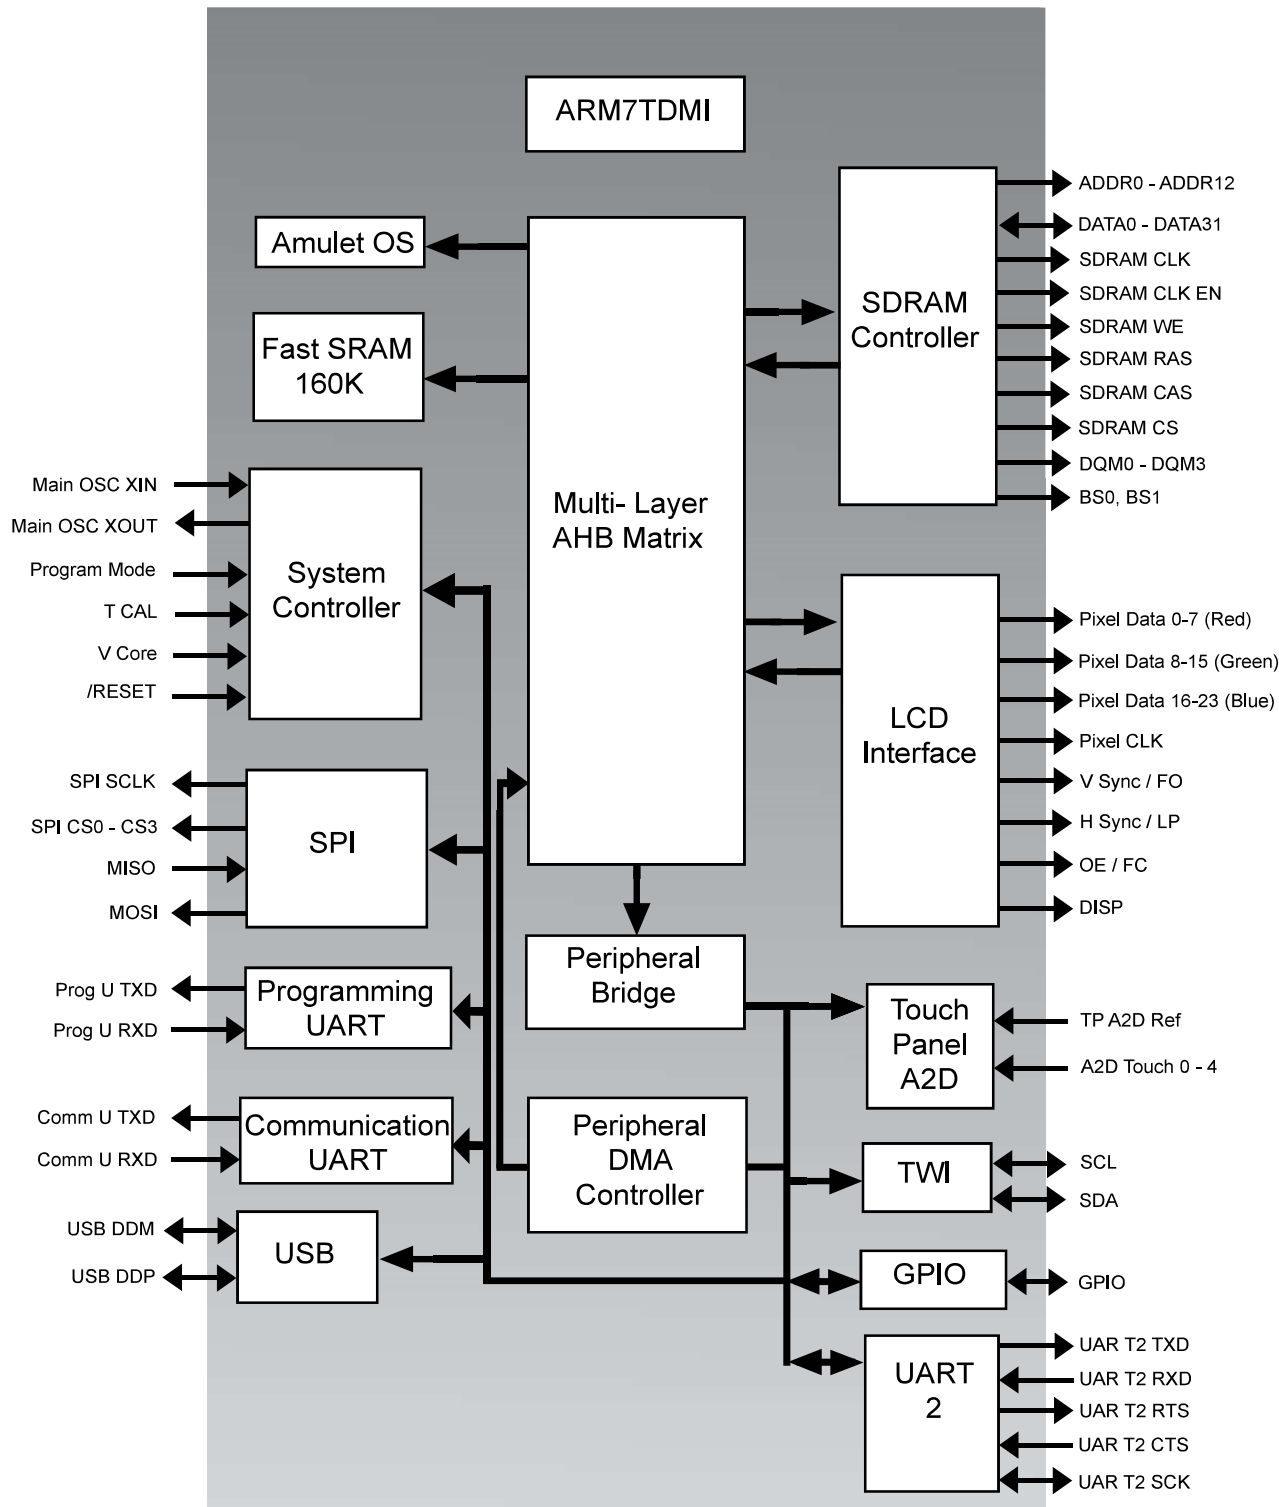 ARM7TDMI
Amulet OS
Fast SRAM
160K
Multi- Layer
AHB Matrix
SDRAM
Controller
ADDR0 - ADDR12
DATA0 - DATA31
SDRAM CLK
SDRAM CLK EN
SDRAM WE
SDRAM RAS
SDRAM CAS
SDRAM CS
DQM0 - DQM3
BS0, BS1
Main OSC XIN
Main OSC XOUT
Program Mode
T CAL
V Core
/RESET
System
Controller
LCD
Interface
Pixel Data 0-7 (Red)
Pixel Data 8-15 (Green)
Pixel Data 16-23 (Blue)
Pixel CLK
V Sync / FO
H Sync / LP
OE / FC
DISP
SPI SCLK
SPI CS0 - CS3
MISO
MOSI
SPI
Peripheral
Bridge
Prog U TXD
Prog U RXD
Programming
UART
Touch
Panel
A2D
TP A2D Ref
A2D Touch 0 - 4
Comm U TXD
Comm U RXD
Communication
UART
Peripheral
DMA
Controller
TWI
SCL
SDA
USB DDM
USB DDP
USB
GPIO
GPIO
UART
2
UAR T2 TXD
UAR T2 RXD
UAR T2 RTS
UAR T2 CTS
UAR T2 SCK